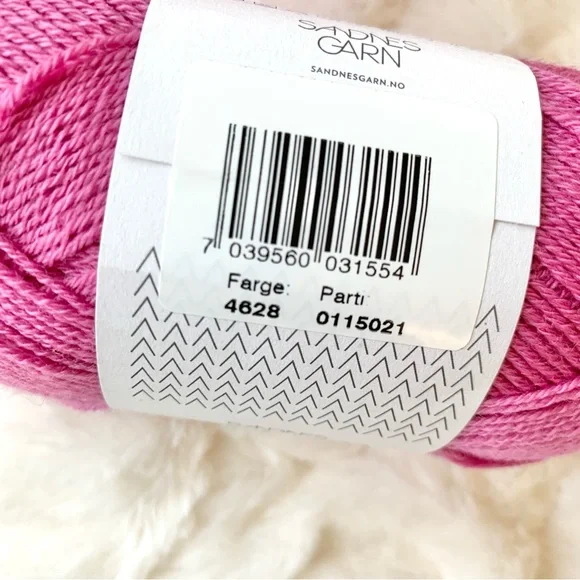 SANDNES
GARN
SANDNESGARN.NO
7 039560 031554
Farge: Parti
4628 0115021